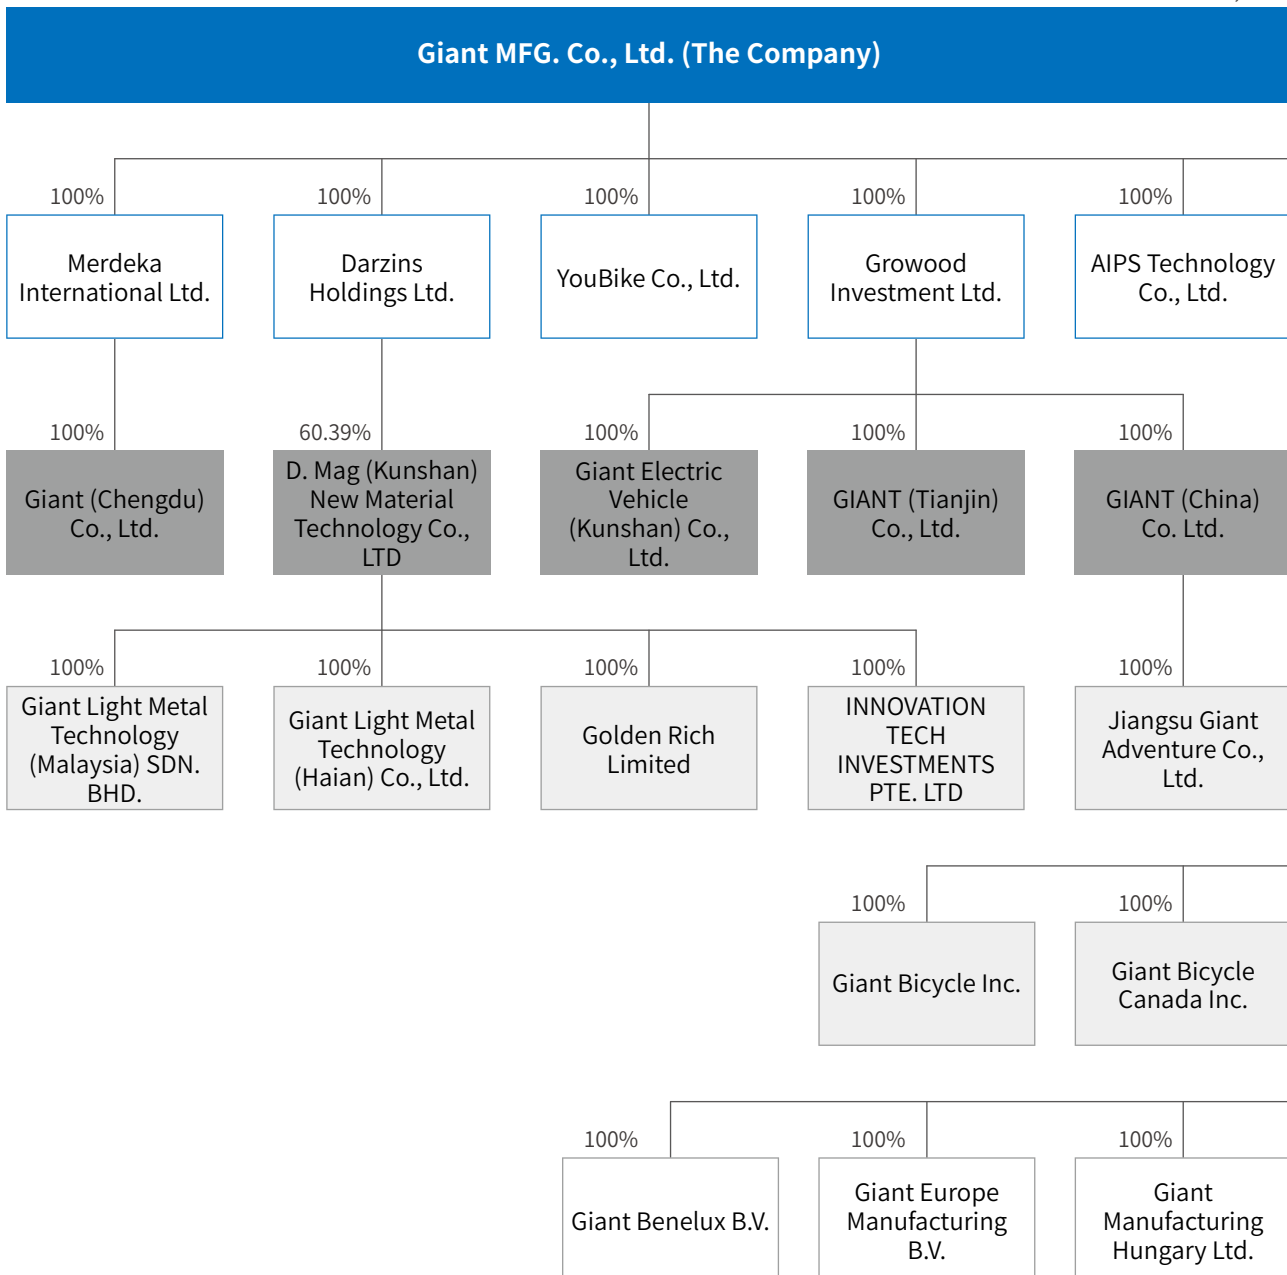 Giant MFG. Co., Ltd. (The Company)
100%
100%
100%
100%
100%
Merdeka
International Ltd.
Darzins
Holdings Ltd.
YouBike Co., Ltd.
Growood
Investment Ltd.
AIPS Technology
Co., Ltd.
100%
60.39%
100%
100%
100%
Giant (Chengdu)
Co., Ltd.
D. Mag (Kunshan)
New Material
Technology Co.,
LTD
Giant Electric
Vehicle
(Kunshan) Co.,
Ltd.
GIANT (Tianjin)
Co., Ltd.
GIANT (China)
Co. Ltd.
100%
100%
100%
100%
100%
Giant Light Metal
Technology
(Malaysia) SDN.
BHD.
Giant Light Metal
Technology
(Haian) Co., Ltd.
Golden Rich
Limited
INNOVATION
TECH
INVESTMENTS
PTE. LTD
Jiangsu Giant
Adventure Co.,
Ltd.
100%
100%
Giant Bicycle Inc.
Giant Bicycle
Canada Inc.
100%
100%
100%
Giant Benelux B.V.
Giant Europe
Manufacturing
B.V.
Giant
Manufacturing
Hungary Ltd.